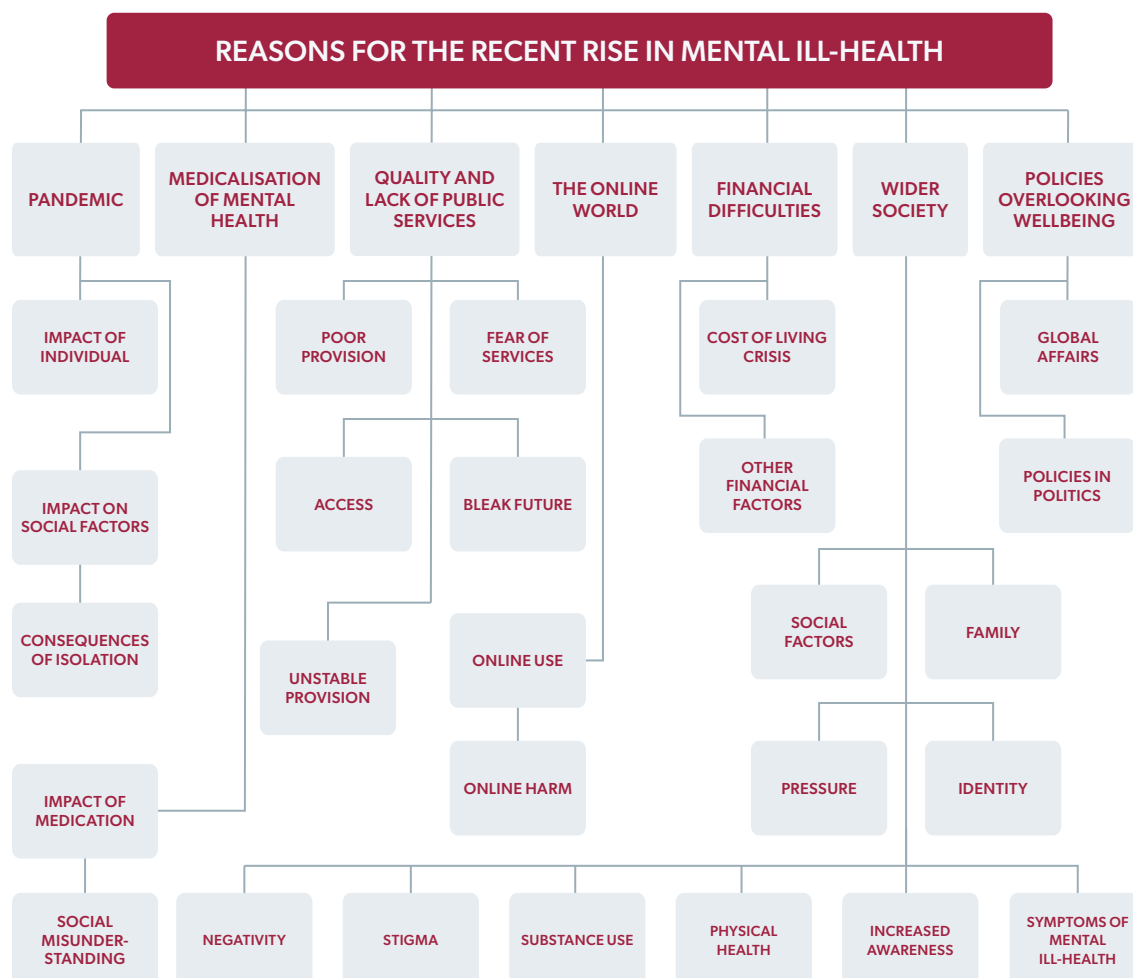 REASONS FOR THE RECENT RISE IN MENTAL ILL-HEALTH
PANDEMIC
MEDICALISATION
OF MENTAL
HEALTH
QUALITY AND
LACK OF PUBLIC
SERVICES
THE ONLINE
WORLD
FINANCIAL
DIFFICULTIES
WIDER
SOCIETY
POLICIES
OVERLOOKING
WELLBEING
IMPACT OF
INDIVIDUAL
POOR
PROVISION
FEAR OF
SERVICES
COST OF LIVING
CRISIS
GLOBAL
AFFAIRS
IMPACT ON
SOCIAL FACTORS
ACCESS
BLEAK FUTURE
OTHER
FINANCIAL
FACTORS
POLICIES IN
POLITICS
CONSEQUENCES
OF ISOLATION
UNSTABLE
PROVISION
ONLINE USE
SOCIAL
FACTORS
FAMILY
IMPACT OF
MEDICATION
ONLINE HARM
PRESSURE
IDENTITY
SOCIAL
MISUNDER-
STANDING
NEGATIVITY
STIGMA
SUBSTANCE USE
PHYSICAL
HEALTH
INCREASED
AWARENESS
SYMPTOMS OF
MENTAL
ILL-HEALTH